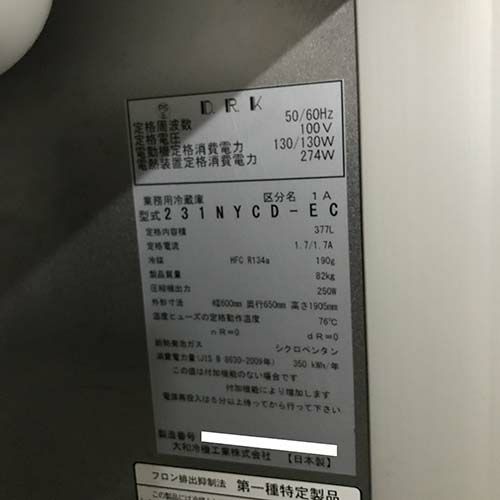 D.R.K
定格周波数 50/60Hz
定格電圧 100V
電動機定格消費電力 130/130W
電熱装置定格消費電力 274W
業務用冷蔵庫 区分名 1A
型式 231NYCD-EC
定格内容積 377L
定格電流 1.7/1.7A
冷媒 HFC R134a 190g
製品質量 82kg
圧縮機出力 250W
外形寸法 幅600mm 奥行650mm 高さ1905mm
温度ヒューズの定格動作温度 76℃
nR=0 dR=0
断熱発泡ガス シクロペンタン
消費電力量(JIS B 8630-2009年) 350 kWh/年
この値は付加機能のない場合です
付加機能により増加します
電源再投入は5分以上待ってから行って下さい
製造番号
大和冷機工業株式会社 【日本製】
フロン排出抑制法 第一種特定製品